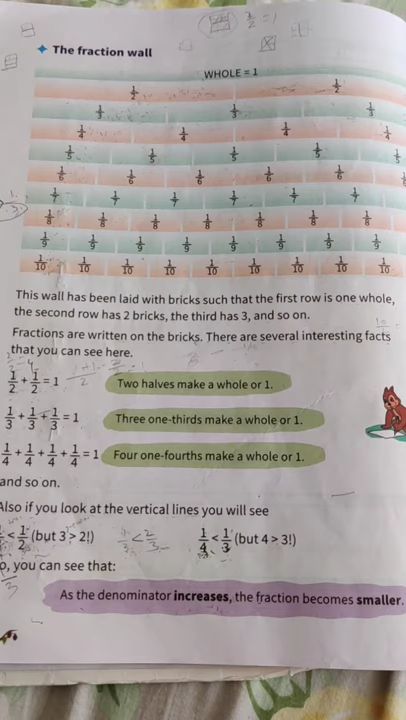 The fraction wall
WHOLE = 1
1/2 1/2
1/3 1/3 1/3
1/4 1/4 1/4 1/4
1/5 1/5 1/5 1/5 1/5
1/6 1/6 1/6 1/6 1/6
1/7 1/7 1/7 1/7 1/7 1/7
1/8 1/8 1/8 1/8 1/8 1/8 1/8
1/9 1/9 1/9 1/9 1/9 1/9 1/9 1/9
1/10 1/10 1/10 1/10 1/10 1/10 1/10 1/10 1/10
This wall has been laid with bricks such that the first row is one whole,
the second row has 2 bricks, the third has 3, and so on.
Fractions are written on the bricks. There are several interesting facts
that you can see here.
1/2 + 1/2 = 1 Two halves make a whole or 1.
1/3 + 1/3 + 1/3 = 1 Three one-thirds make a whole or 1.
1/4 + 1/4 + 1/4 + 1/4 = 1 Four one-fourths make a whole or 1.
and so on.
Also if you look at the vertical lines you will see
< 1/2 (but 3 > 2!) 1/3 < 2/3 1/4 < 1/3 (but 4 > 3!)
, you can see that:
As the denominator increases, the fraction becomes smaller.